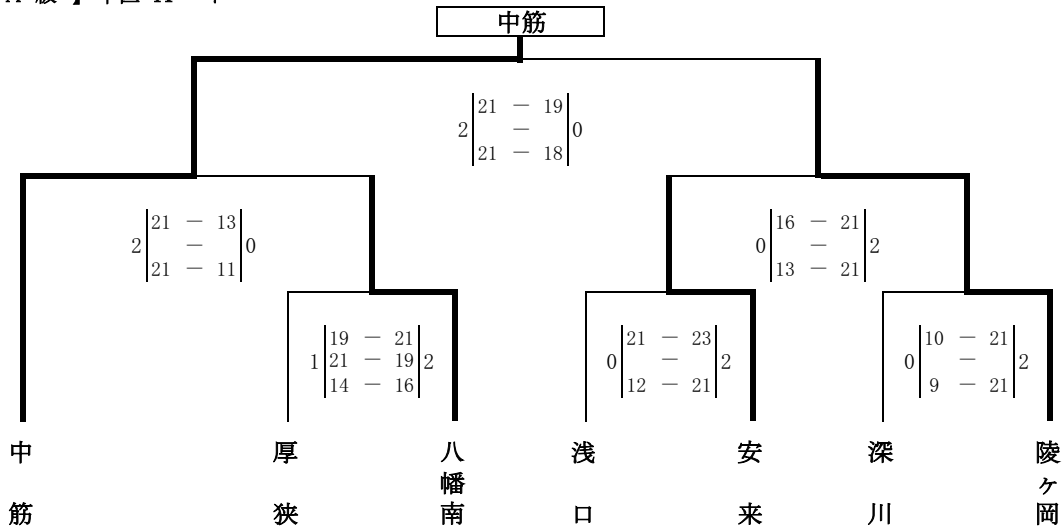 中筋
21 － 19
2 － 0
21 － 18
21 － 13
2 － 0
21 － 11
16 － 21
0 － 2
13 － 21
19 － 21
1 21 － 19 2
14 － 16
21 － 23
0 － 2
12 － 21
10 － 21
0 － 2
9 － 21
中筋
厚狭
八幡南
浅口
安来
深川
陵ヶ岡